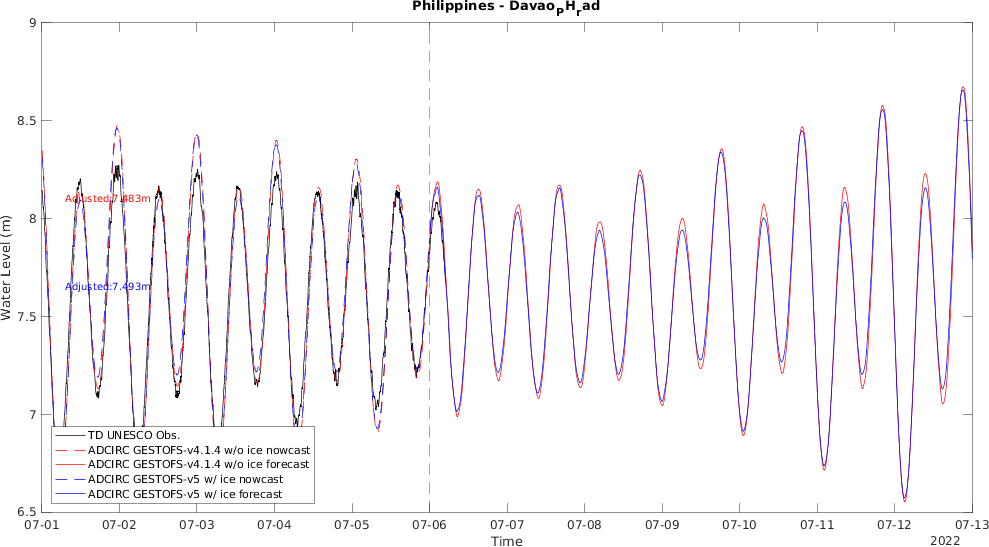 Philippines - Davao_pH_rad
9
8.5
8
7.5
7
6.5
Water Level (m)
Adjusted:7.483m
Adjusted:7.493m
TD UNESCO Obs.
ADCIRC GESTOFS-v4.1.4 w/o ice nowcast
ADCIRC GESTOFS-v4.1.4 w/o ice forecast
ADCIRC GESTOFS-v5 w/ ice nowcast
ADCIRC GESTOFS-v5 w/ ice forecast
07-01 07-02 07-03 07-04 07-05 07-06 07-07 07-08 07-09 07-10 07-11 07-12 07-13
Time
2022